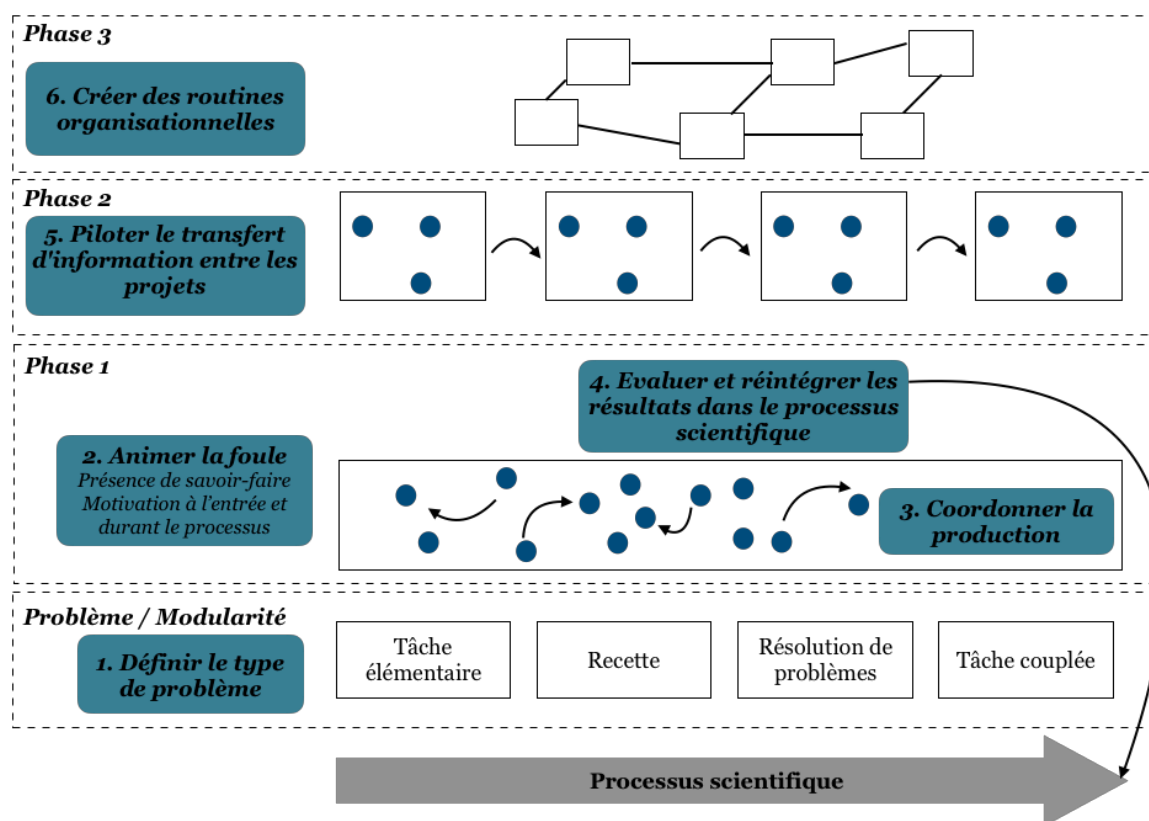 Phase 3
6. Créer des routines
organisationnelles
Phase 2
5. Piloter le transfert
d'information entre les
projets
Phase 1
4. Evaluer et réintégrer les
résultats dans le processus
scientifique
2. Animer la foule
Présence de savoir-faire
Motivation à l'entrée et
durant le processus
3. Coordonner la
production
Problème / Modularité
1. Définir le type
de problème
Tâche
élémentaire
Recette
Résolution de
problèmes
Tâche couplée
Processus scientifique